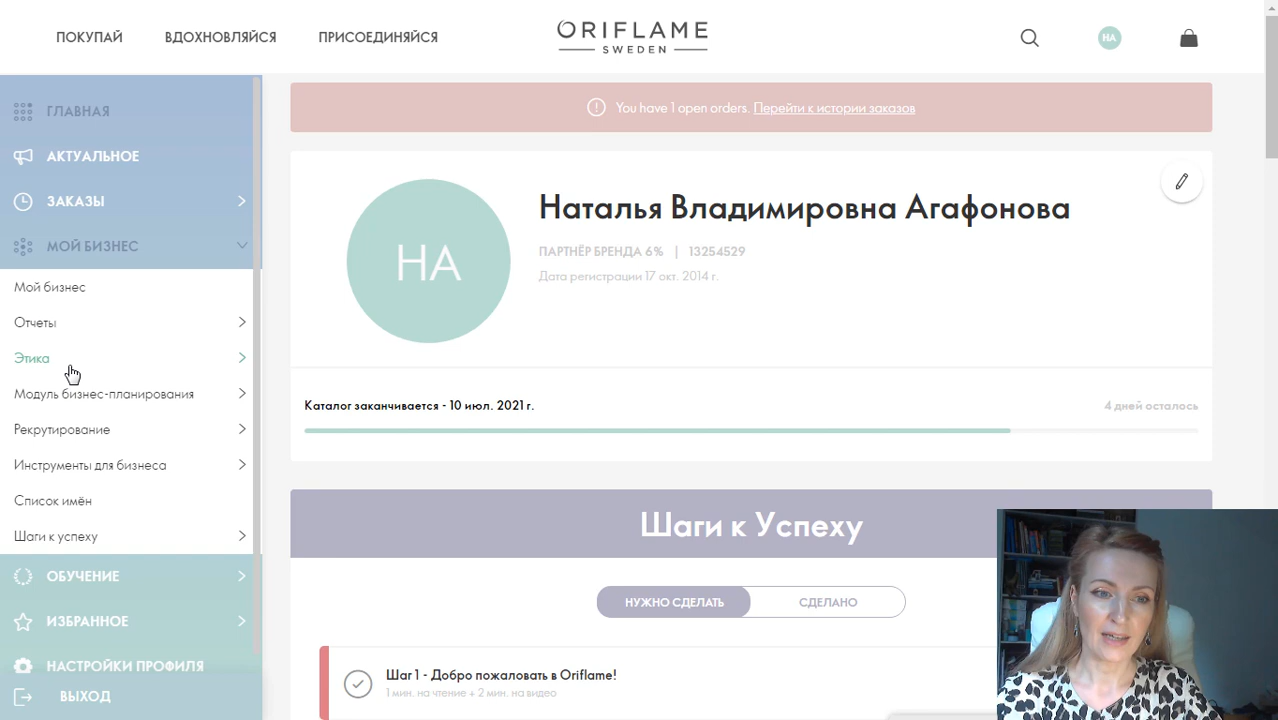 ПОКУПАЙ ВДОХНОВЛЯЙСЯ ПРИСОЕДИНЯЙСЯ
ORIFLAME
SWEDEN
НА
ГЛАВНАЯ
АКТУАЛЬНОЕ
ЗАКАЗЫ
МОЙ БИЗНЕС
Мой бизнес
Отчеты
Этика
Модуль бизнес-планирования
Рекрутирование
Инструменты для бизнеса
Список имён
Шаги к успеху
ОБУЧЕНИЕ
ИЗБРАННОЕ
НАСТРОЙКИ ПРОФИЛЯ
ВЫХОД
You have 1 open orders. Перейти к истории заказов
НА
Наталья Владимировна Агафонова
ПАРТНЁР БРЕНДА 6% | 13254529
Дата регистрации 17 окт. 2014 г.
Каталог заканчивается - 10 июл. 2021 г.
4 дней осталось
Шаги к Успеху
НУЖНО СДЕЛАТЬ СДЕЛАНО
Шаг 1 - Добро пожаловать в Oriflame!
1 мин. на чтение + 2 мин. на видео